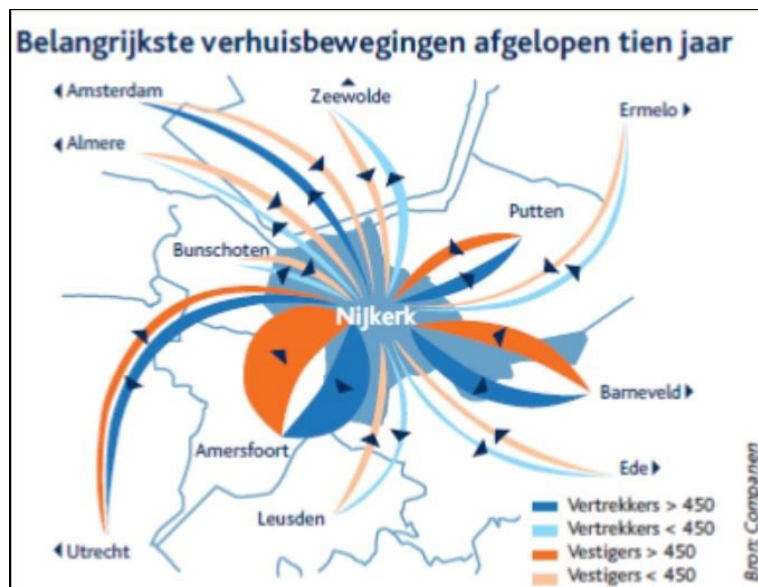 Belangrijkste verhuisbewegingen afgelopen tien jaar
Amsterdam
Zeewolde
Ermelo
Almere
Putten
Bunschoten
Nijkerk
Barneveld
Amersfoort
Ede
Leusden
Utrecht
Vertrekkers > 450
Vertrekkers < 450
Vestigers > 450
Vestigers < 450
Bron: Companen